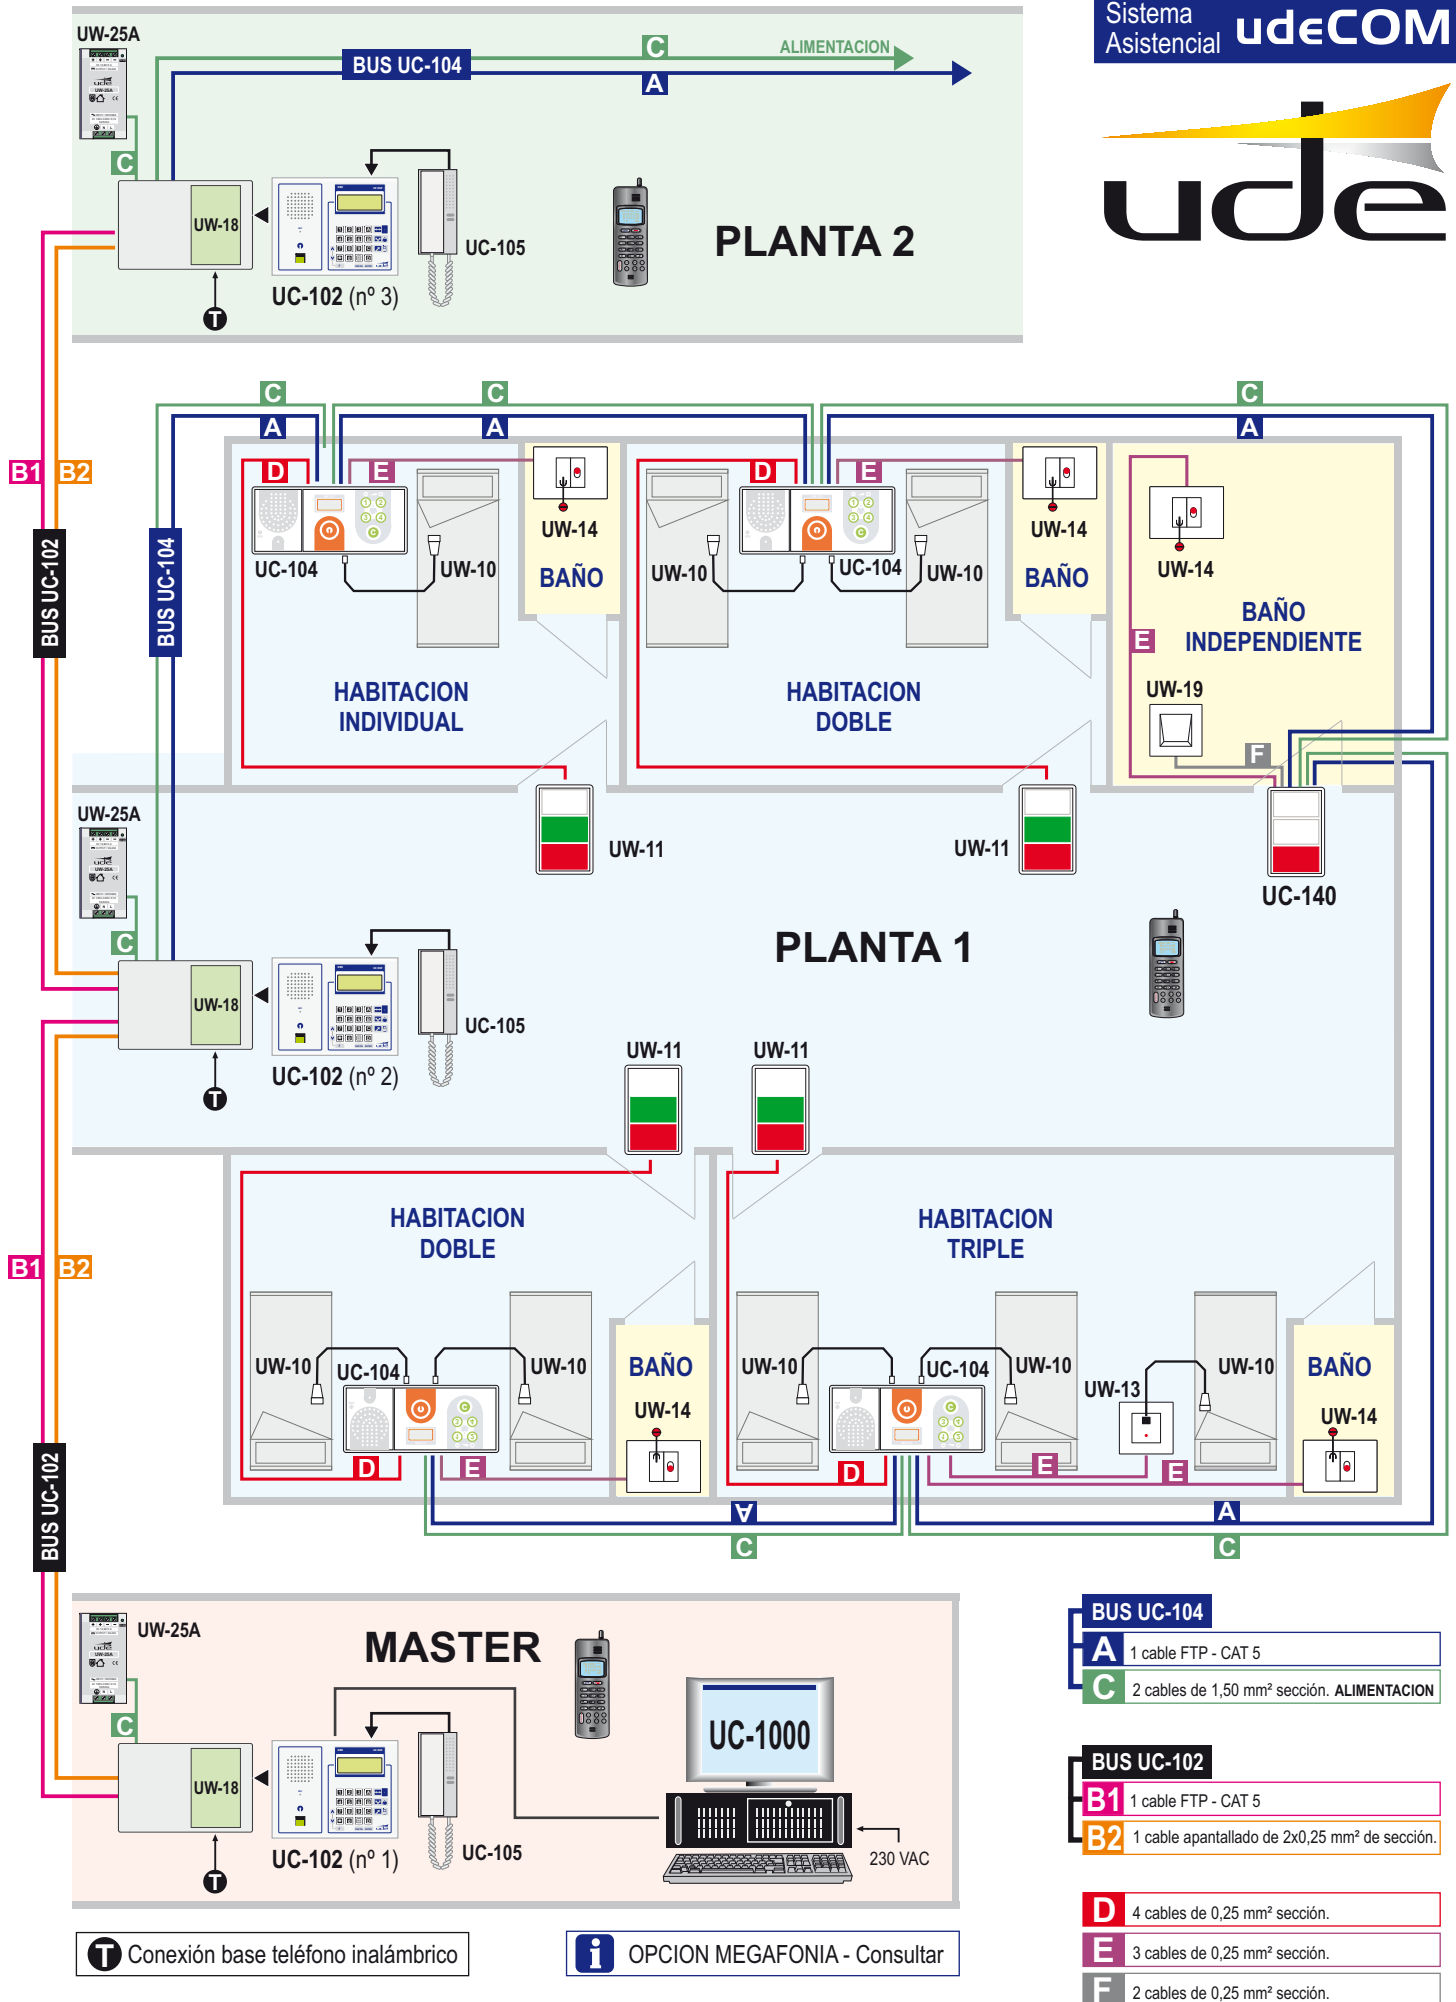 Sistema
Asistencial udeCOM
ude
UW-25A
C
BUS UC-104
C
A
ALIMENTACION
ude
UW-25A
C
UW-18
UC-105
UC-102 (nº 3)
T
PLANTA 2
C
C
C
A
A
A
B1
B2
D
E
D
E
UW-14
UW-14
UW-14
UC-104
UW-10
UW-10
UC-104
UW-10
BAÑO
BAÑO
BAÑO
INDEPENDIENTE
E
BUS UC-102
BUS UC-104
HABITACION
INDIVIDUAL
HABITACION
DOBLE
UW-19
F
UW-25A
ude
UW-25A
UW-11
UW-11
UC-140
C
PLANTA 1
UW-18
UC-105
UC-102 (nº 2)
T
UW-11
UW-11
HABITACION
DOBLE
HABITACION
TRIPLE
B1
B2
UW-10
UC-104
UW-10
BAÑO
UW-10
UC-104
UW-10
UW-13
UW-10
BAÑO
UW-14
UW-14
D
E
D
E
E
BUS UC-102
A
A
C
C
UW-25A
ude
UW-25A
MASTER
C
UC-1000
UW-18
UC-105
UC-102 (nº 1)
T
230 VAC
BUS UC-104
A 1 cable FTP - CAT 5
C 2 cables de 1,50 mm² sección. ALIMENTACION
BUS UC-102
B1 1 cable FTP - CAT 5
B2 1 cable apantallado de 2x0,25 mm² de sección.
D 4 cables de 0,25 mm² sección.
E 3 cables de 0,25 mm² sección.
F 2 cables de 0,25 mm² sección.
T Conexión base teléfono inalámbrico
i OPCION MEGAFONIA - Consultar